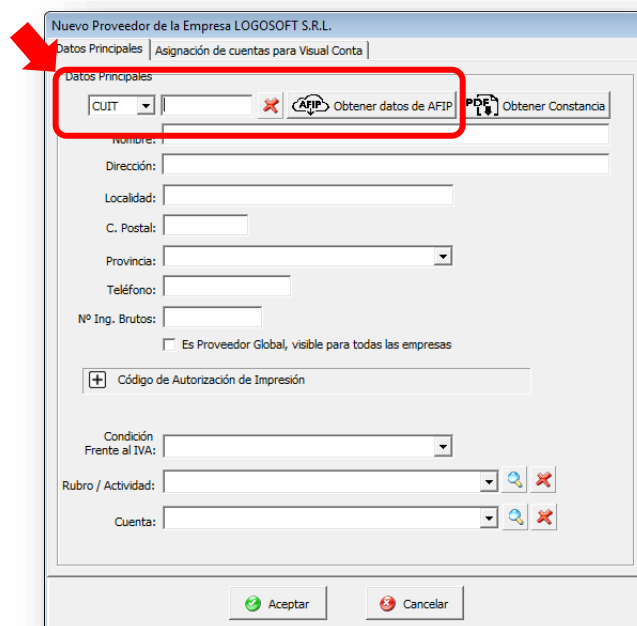 Nuevo Proveedor de la Empresa LOGOSOFT S.R.L.
Datos Principales Asignación de cuentas para Visual Conta
Datos Principales
CUIT AFIP Obtener datos de AFIP PDF Obtener Constancia
Nombre:
Dirección:
Localidad:
C. Postal:
Provincia:
Teléfono:
Nº Ing. Brutos:
Es Proveedor Global, visible para todas las empresas
Código de Autorización de Impresión
Condición
Frente al IVA:
Rubro / Actividad:
Cuenta:
Aceptar Cancelar